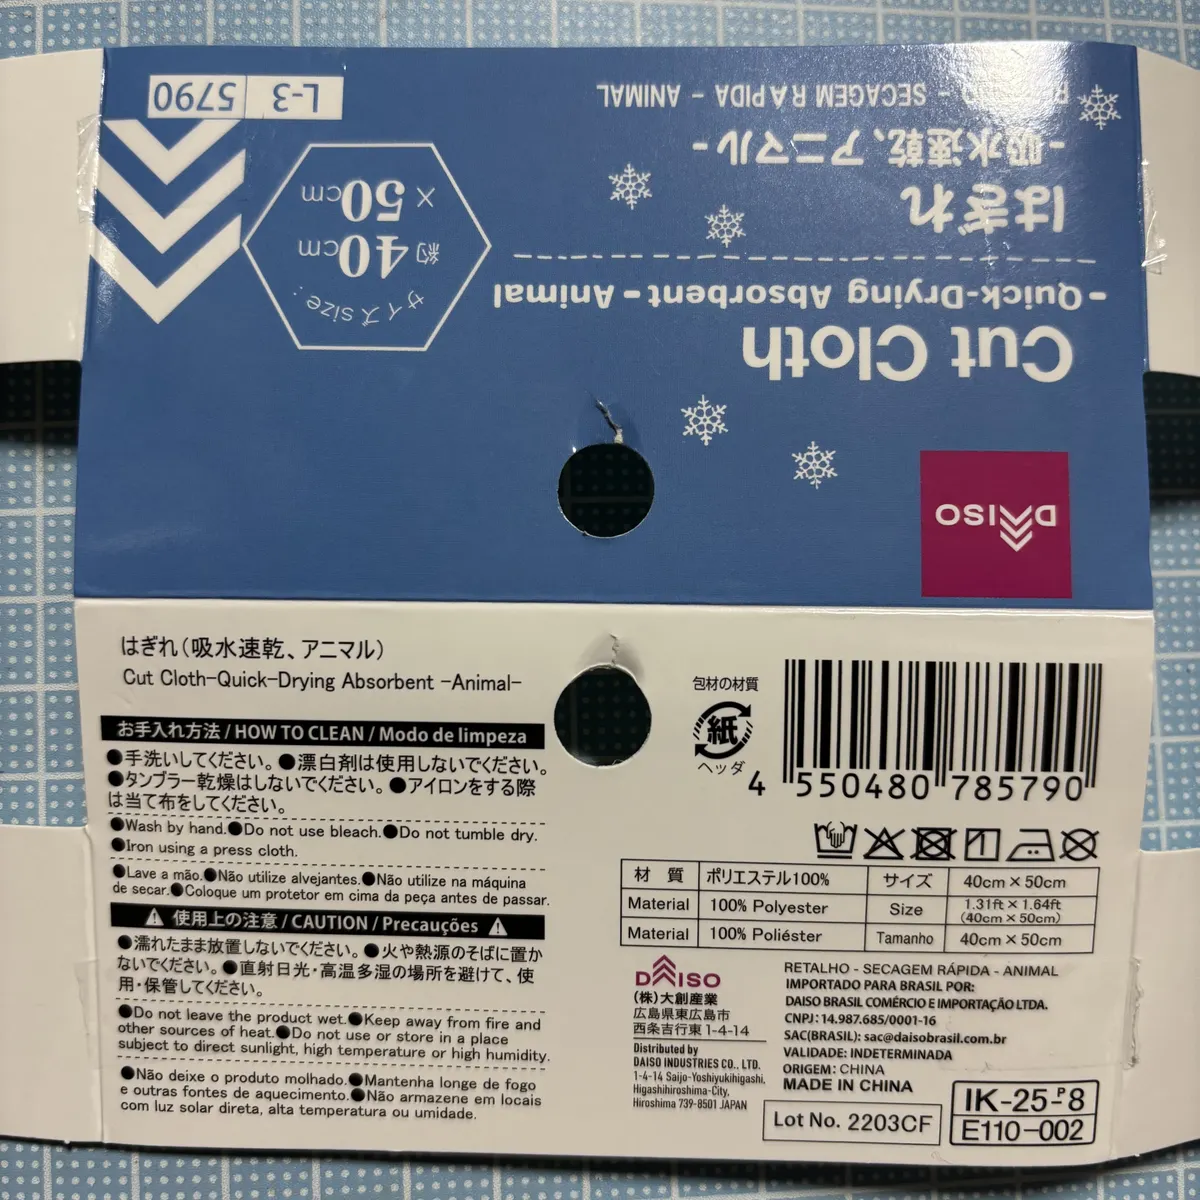 RETALHO - SECAGEM RÁPIDA - ANIMAL
-吸水速乾、アニマル-
はぎれ
-Quick-Drying Absorbent-Animal
Cut Cloth
L-3 5790
サイズsize:
約40cm
×50cm
DAISO
はぎれ(吸水速乾、アニマル)
Cut Cloth-Quick-Drying Absorbent -Animal-
お手入れ方法 / HOW TO CLEAN / Modo de limpeza
●手洗いしてください。●漂白剤は使用しないでください。
●タンブラー乾燥はしないでください。●アイロンをする際
は当て布をしてください。
●Wash by hand.●Do not use bleach.●Do not tumble dry.
●Iron using a press cloth.
●Lave a mão.●Não utilize alvejantes.●Não utilize na máquina
de secar.●Coloque um protetor em cima da peça antes de passar.
⚠ 使用上の注意 / CAUTION / Precauções ⚠
●濡れたまま放置しないでください。●火や熱源のそばに置か
ないでください。●直射日光・高温多湿の場所を避けて、使
用・保管してください。
●Do not leave the product wet.●Keep away from fire and
other sources of heat.●Do not use or store in a place
subject to direct sunlight, high temperature or high humidity.
●Não deixe o produto molhado.●Mantenha longe de fogo
e outras fontes de aquecimento.●Não armazene em locais
com luz solar direta, alta temperatura ou umidade.
包材の材質
紙
ヘッダ
4 550480 785790
材 質 ポリエステル100% サイズ 40cm×50cm
Material 100% Polyester Size 1.31ft×1.64ft
(40cm×50cm)
Material 100% Poliéster Tamanho 40cm×50cm
DAISO
(株)大創産業
広島県東広島市
西条吉行東1-4-14
Distributed by
DAISO INDUSTRIES CO., LTD.
1-4-14 Saijo-Yoshiyukihigashi,
Higashihiroshima-City,
Hiroshima 739-8501 JAPAN
RETALHO - SECAGEM RÁPIDA - ANIMAL
IMPORTADO PARA BRASIL POR:
DAISO BRASIL COMÉRCIO E IMPORTAÇÃO LTDA.
CNPJ: 14.987.685/0001-16
SAC(BRASIL): sac@daisobrasil.com.br
VALIDADE: INDETERMINADA
ORIGEM: CHINA
MADE IN CHINA
Lot No. 2203CF
IK-25-P-8
E110-002